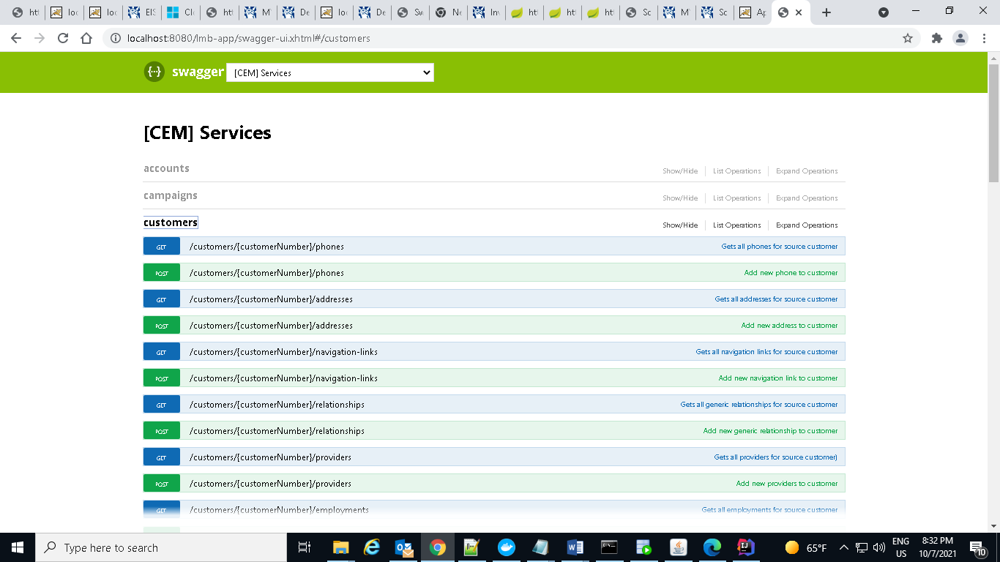 htt
loc
loc
EIS
Clo
htt
M
De
loc
De
Sw
Ne
Inv
htt
htt
htt
Sc
M
Sc
Ap
localhost:8080/lmb-app/swagger-ui.xhtml#/customers
{··} swagger [CEM] Services
[CEM] Services
accounts Show/Hide List Operations Expand Operations
campaigns Show/Hide List Operations Expand Operations
customers Show/Hide List Operations Expand Operations
GET /customers/{customerNumber}/phones Gets all phones for source customer
POST /customers/{customerNumber}/phones Add new phone to customer
GET /customers/{customerNumber}/addresses Gets all addresses for source customer
POST /customers/{customerNumber}/addresses Add new address to customer
GET /customers/{customerNumber}/navigation-links Gets all navigation links for source customer
POST /customers/{customerNumber}/navigation-links Add new navigation link to customer
GET /customers/{customerNumber}/relationships Gets all generic relationships for source customer
POST /customers/{customerNumber}/relationships Add new generic relationship to customer
GET /customers/{customerNumber}/providers Gets all providers for source customer)
POST /customers/{customerNumber}/providers Add new providers to customer
GET /customers/{customerNumber}/employments Gets all employments for source customer
Type here to search
65°F
ENG
US
8:32 PM
10/7/2021
10